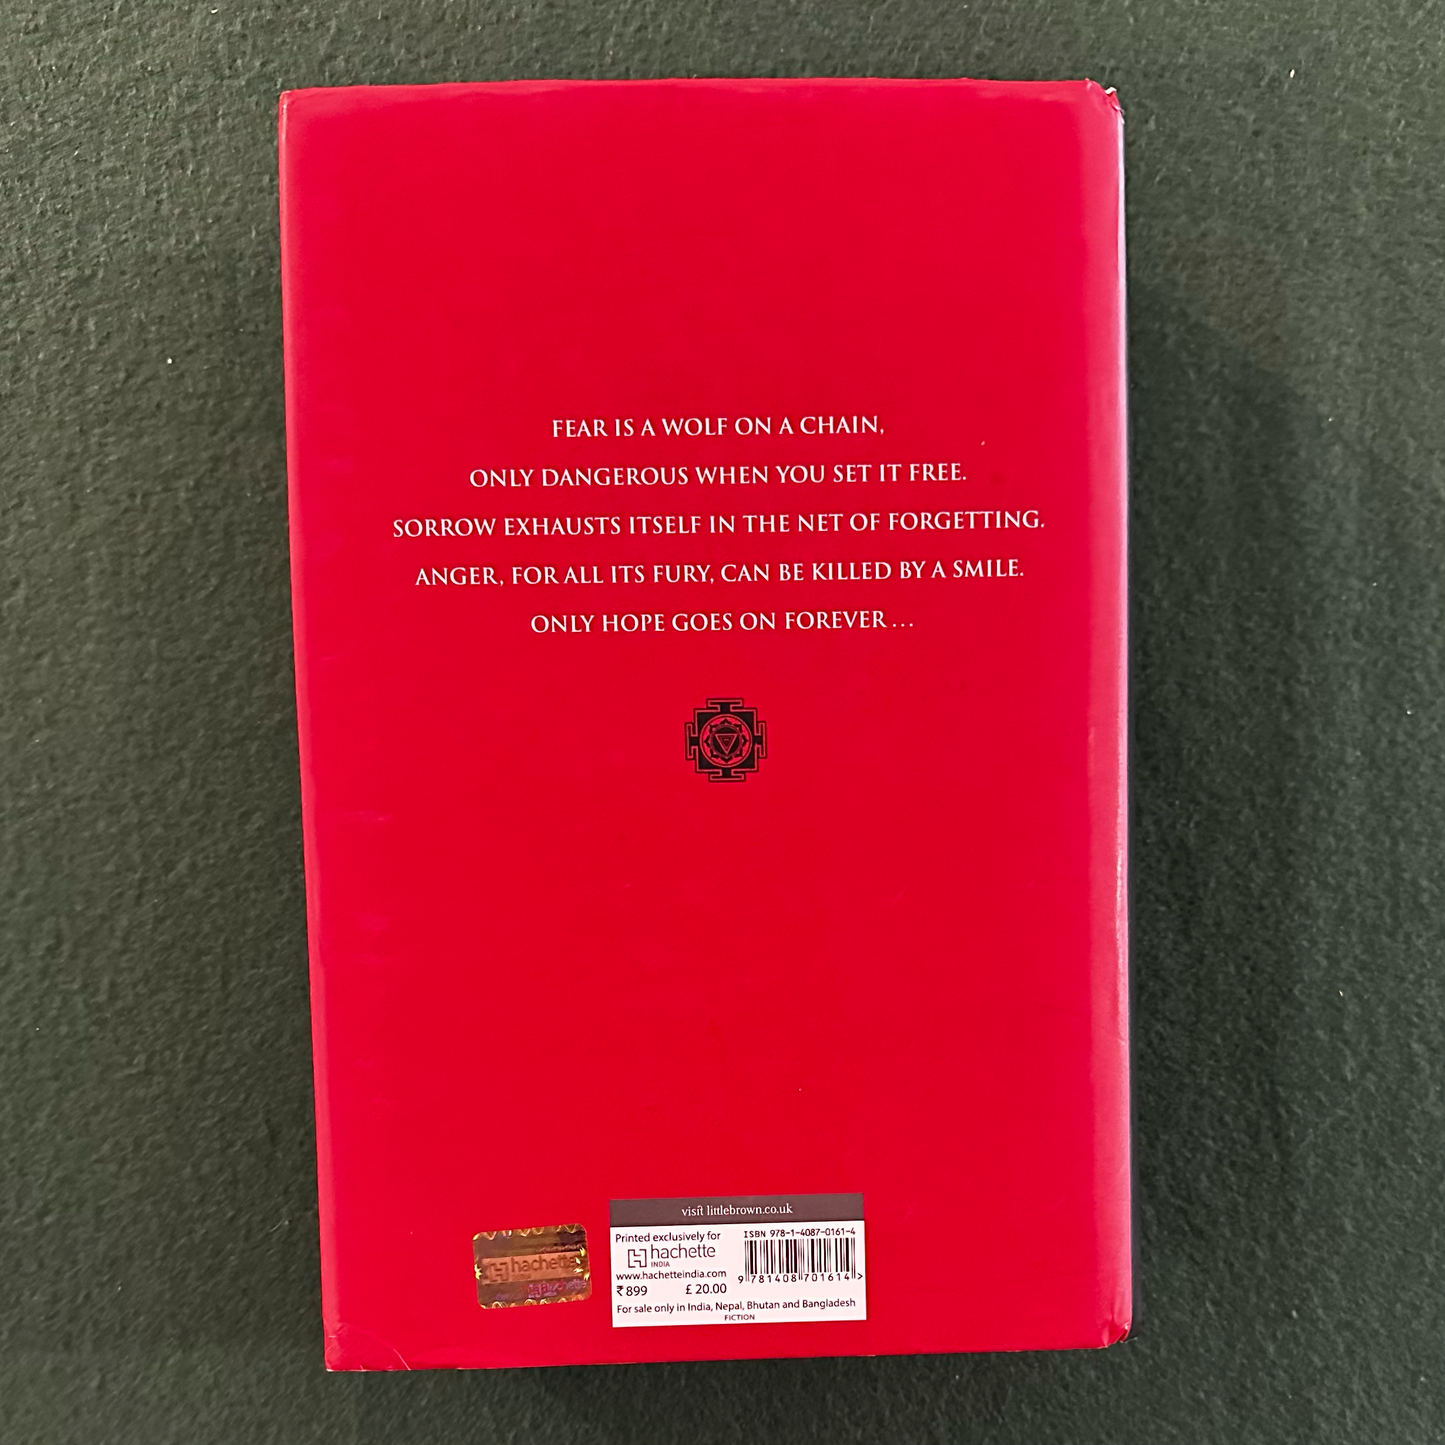 FEAR IS A WOLF ON A CHAIN,
ONLY DANGEROUS WHEN YOU SET IT FREE.
SORROW EXHAUSTS ITSELF IN THE NET OF FORGETTING.
ANGER, FOR ALL ITS FURY, CAN BE KILLED BY A SMILE.
ONLY HOPE GOES ON FOREVER...
visit littlebrown.co.uk
Printed exclusively for
hachette
INDIA
www.hachetteindia.com
₹899 £ 20.00
ISBN 978-1-4087-0161-4
9 781408 701614 >
For sale only in India, Nepal, Bhutan and Bangladesh
FICTION
hachette